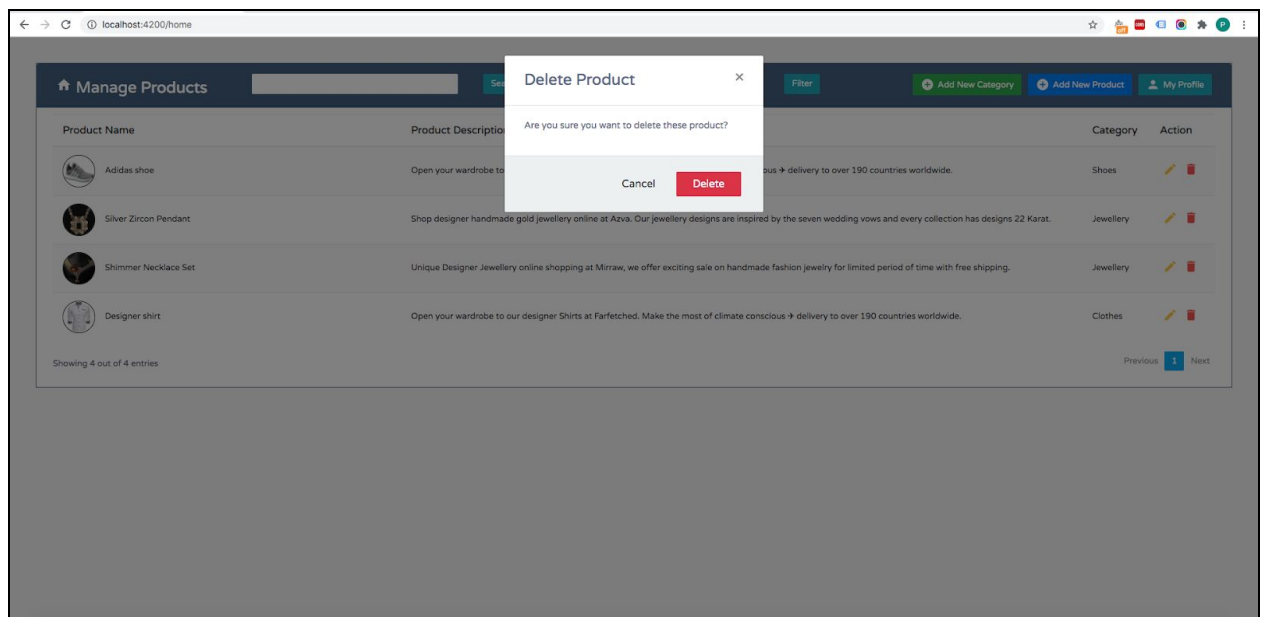 localhost:4200/home
Manage Products
Filter
Add New Category
Add New Product
My Profile
Delete Product ×
Are you sure you want to delete these product?
Cancel Delete
Product Name Product Descriptio Category Action
Adidas shoe Open your wardrobe to ous ✈ delivery to over 190 countries worldwide. Shoes
Silver Zircon Pendant Shop designer handmade gold jewellery online at Azva. Our jewellery designs are inspired by the seven wedding vows and every collection has designs 22 Karat. Jewellery
Shimmer Necklace Set Unique Designer Jewellery online shopping at Mirraw, we offer exciting sale on handmade fashion jewelry for limited period of time with free shipping. Jewellery
Designer shirt Open your wardrobe to our designer Shirts at Farfetched. Make the most of climate conscious ✈ delivery to over 190 countries worldwide. Clothes
Showing 4 out of 4 entries Previous 1 Next